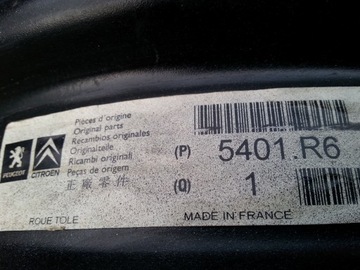 Pièces d'origine
Original parts
Recambios originales
Originalteile
Ricambi originali
Peças de origem
正廠零件
PEUGEOT
CITROËN
(P) 5401.R6
(Q) 1
ROUE TOLE
MADE IN FRANCE